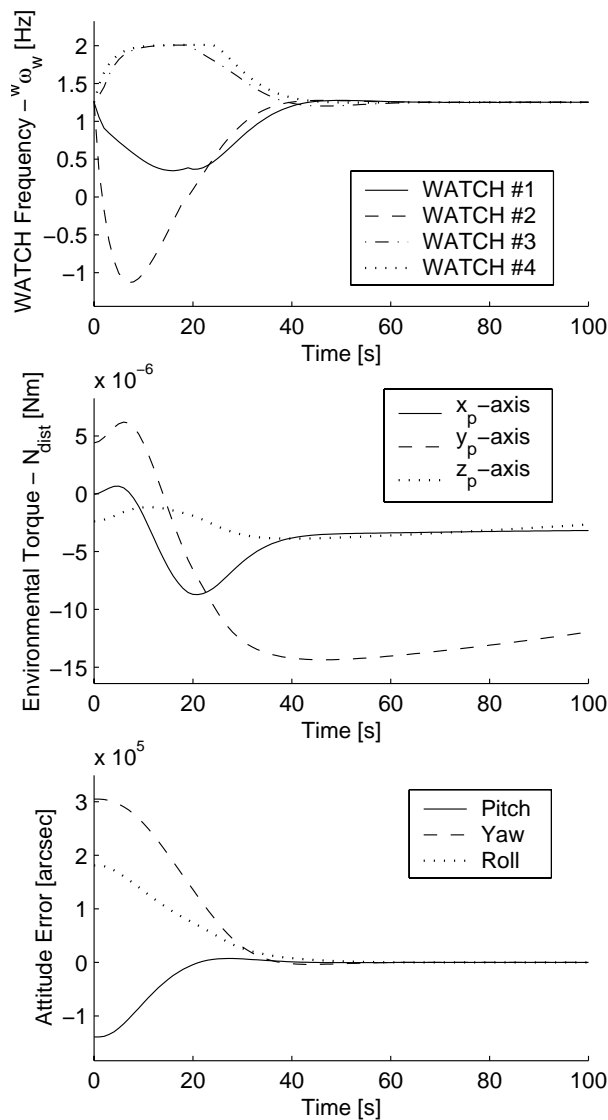 WATCH Frequency − ʷω_w [Hz]
2
1.5
1
0.5
0
−0.5
−1
WATCH #1
WATCH #2
WATCH #3
WATCH #4
0 20 40 60 80 100
Time [s]
x 10⁻⁶
Environmental Torque − N_dist [Nm]
5
0
−5
−10
−15
x_p−axis
y_p−axis
z_p−axis
0 20 40 60 80 100
Time [s]
x 10⁵
Attitude Error [arcsec]
3
2
1
0
−1
Pitch
Yaw
Roll
0 20 40 60 80 100
Time [s]